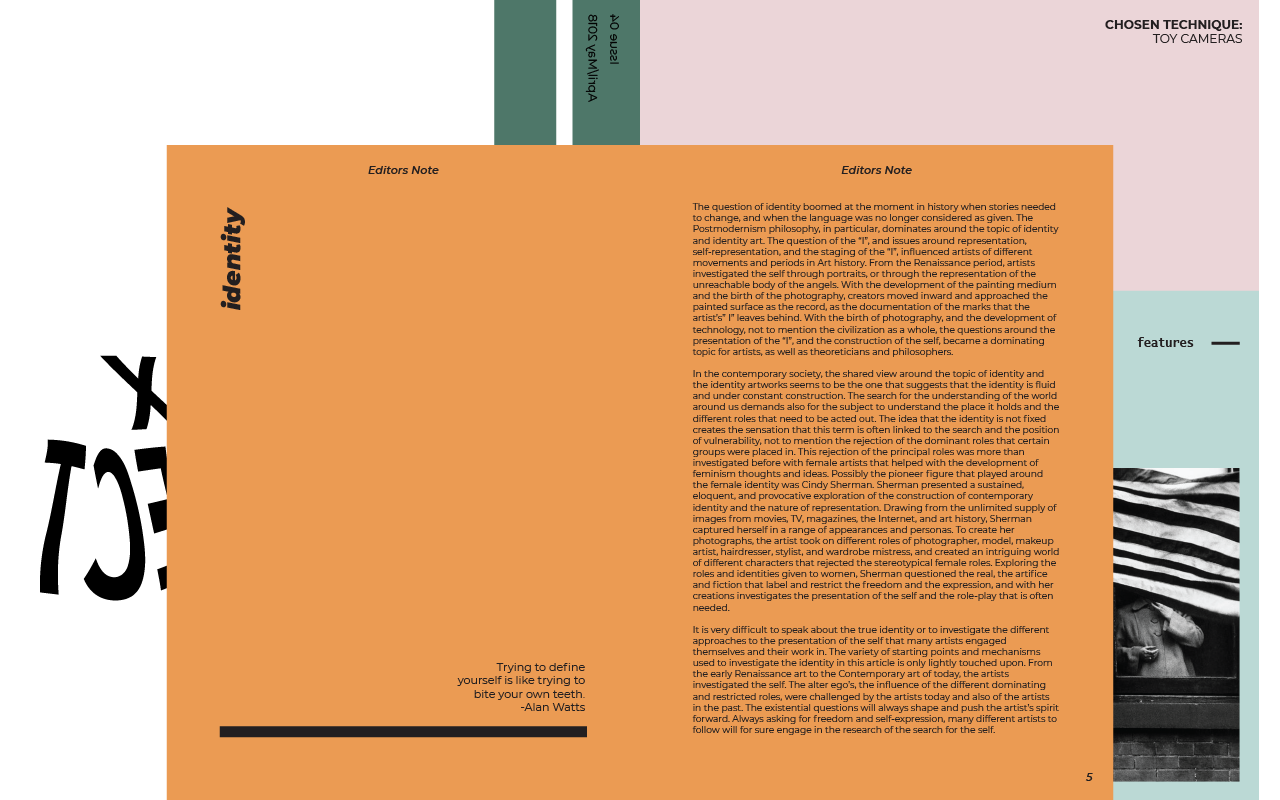 April/May 2018
Issue 04
CHOSEN TECHNIQUE:
TOY CAMERAS
Editors Note
identity
Trying to define
yourself is like trying to
bite your own teeth.
-Alan Watts
Editors Note
The question of identity boomed at the moment in history when stories needed
to change, and when the language was no longer considered as given. The
Postmodernism philosophy, in particular, dominates around the topic of identity
and identity art. The question of the “I”, and issues around representation,
self-representation, and the staging of the “I”, influenced artists of different
movements and periods in Art history. From the Renaissance period, artists
investigated the self through portraits, or through the representation of the
unreachable body of the angels. With the development of the painting medium
and the birth of the photography, creators moved inward and approached the
painted surface as the record, as the documentation of the marks that the
artist’s” I” leaves behind. With the birth of photography, and the development of
technology, not to mention the civilization as a whole, the questions around the
presentation of the “I”, and the construction of the self, became a dominating
topic for artists, as well as theoreticians and philosophers.
In the contemporary society, the shared view around the topic of identity and
the identity artworks seems to be the one that suggests that the identity is fluid
and under constant construction. The search for the understanding of the world
around us demands also for the subject to understand the place it holds and the
different roles that need to be acted out. The idea that the identity is not fixed
creates the sensation that this term is often linked to the search and the position
of vulnerability, not to mention the rejection of the dominant roles that certain
groups were placed in. This rejection of the principal roles was more than
investigated before with female artists that helped with the development of
feminism thoughts and ideas. Possibly the pioneer figure that played around
the female identity was Cindy Sherman. Sherman presented a sustained,
eloquent, and provocative exploration of the construction of contemporary
identity and the nature of representation. Drawing from the unlimited supply of
images from movies, TV, magazines, the Internet, and art history, Sherman
captured herself in a range of appearances and personas. To create her
photographs, the artist took on different roles of photographer, model, makeup
artist, hairdresser, stylist, and wardrobe mistress, and created an intriguing world
of different characters that rejected the stereotypical female roles. Exploring the
roles and identities given to women, Sherman questioned the real, the artifice
and fiction that label and restrict the freedom and the expression, and with her
creations investigates the presentation of the self and the role-play that is often
needed.
It is very difficult to speak about the true identity or to investigate the different
approaches to the presentation of the self that many artists engaged
themselves and their work in. The variety of starting points and mechanisms
used to investigate the identity in this article is only lightly touched upon. From
the early Renaissance art to the Contemporary art of today, the artists
investigated the self. The alter ego’s, the influence of the different dominating
and restricted roles, were challenged by the artists today and also of the artists
in the past. The existential questions will always shape and push the artist’s spirit
forward. Always asking for freedom and self-expression, many different artists to
follow will for sure engage in the research of the search for the self.
5
features